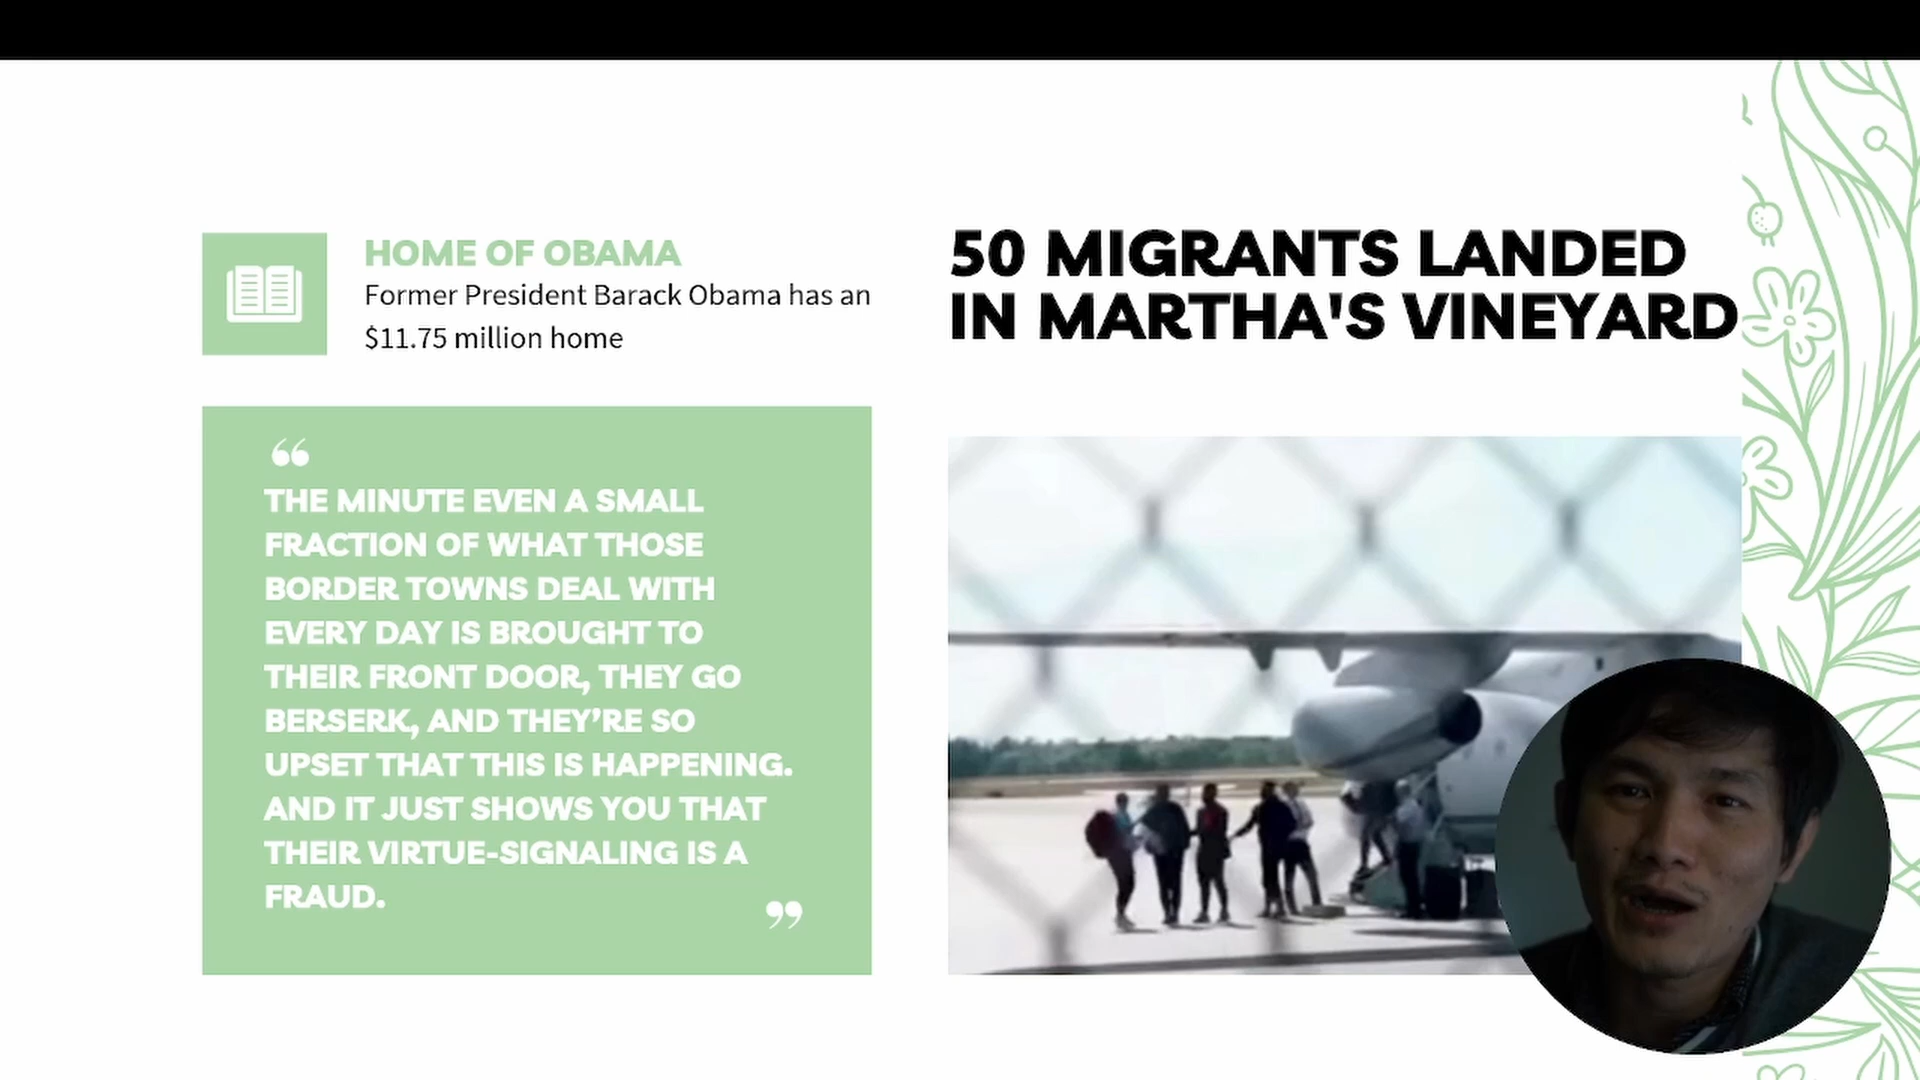 HOME OF OBAMA
Former President Barack Obama has an
$11.75 million home
“
THE MINUTE EVEN A SMALL
FRACTION OF WHAT THOSE
BORDER TOWNS DEAL WITH
EVERY DAY IS BROUGHT TO
THEIR FRONT DOOR, THEY GO
BERSERK, AND THEY’RE SO
UPSET THAT THIS IS HAPPENING.
AND IT JUST SHOWS YOU THAT
THEIR VIRTUE-SIGNALING IS A
FRAUD.
”
50 MIGRANTS LANDED
IN MARTHA'S VINEYARD